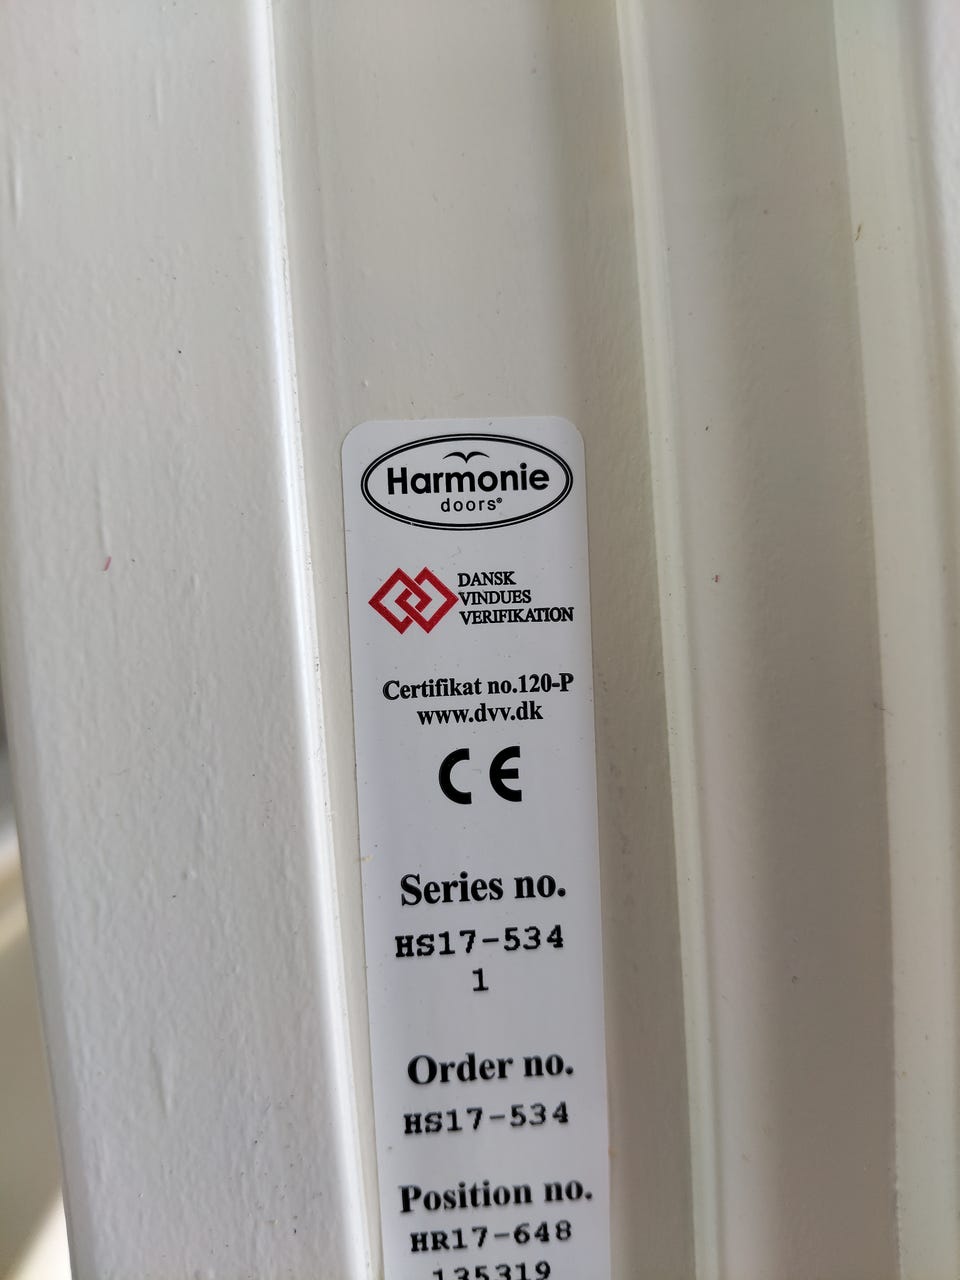 Harmonie
doors®
DANSK
VINDUES
VERIFIKATION
Certifikat no.120-P
www.dvv.dk
CE
Series no.
HS17-534
1
Order no.
HS17-534
Position no.
HR17-648
135319